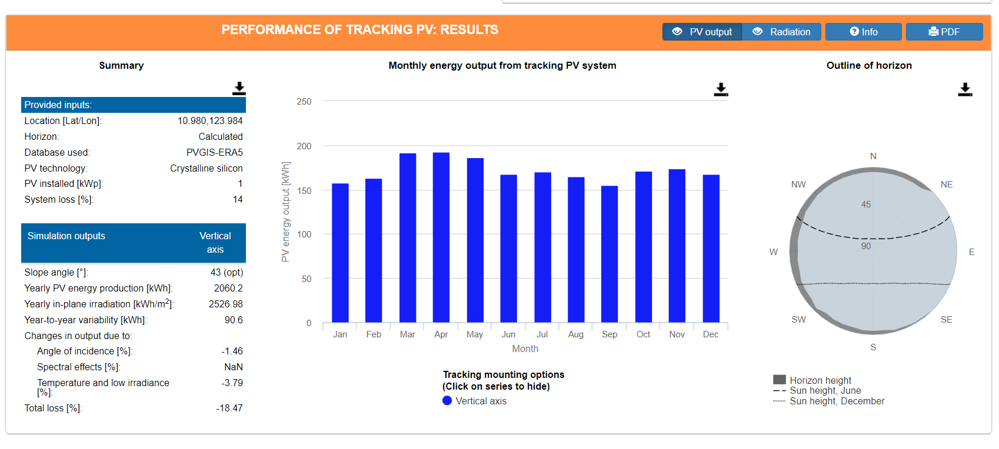 PERFORMANCE OF TRACKING PV: RESULTS
PV output
Radiation
Info
PDF
Summary
Provided inputs:
Location [Lat/Lon]: 10.980,123.984
Horizon: Calculated
Database used: PVGIS-ERA5
PV technology: Crystalline silicon
PV installed [kWp]: 1
System loss [%]: 14
Simulation outputs Vertical
axis
Slope angle [°]: 43 (opt)
Yearly PV energy production [kWh]: 2060.2
Yearly in-plane irradiation [kWh/m²]: 2526.98
Year-to-year variability [kWh]: 90.6
Changes in output due to:
Angle of incidence [%]: -1.46
Spectral effects [%]: NaN
Temperature and low irradiance -3.79
[%]:
Total loss [%]: -18.47
Monthly energy output from tracking PV system
PV energy output [kWh]
250
200
150
100
50
0
Jan Feb Mar Apr May Jun Jul Aug Sep Oct Nov Dec
Month
Tracking mounting options
(Click on series to hide)
Vertical axis
Outline of horizon
N
NW NE
45
90
W E
SW SE
S
Horizon height
Sun height, June
Sun height, December